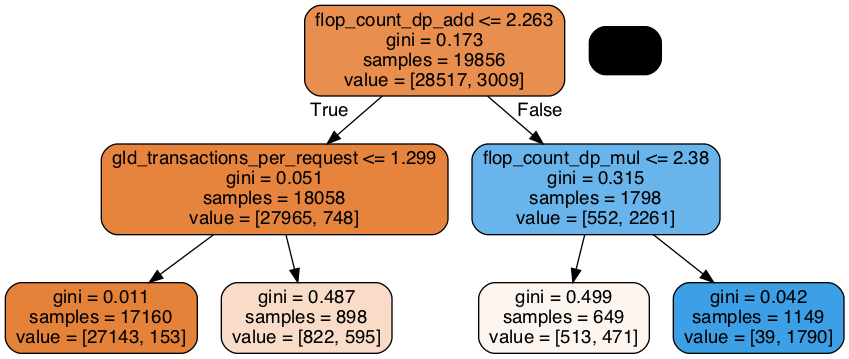 flop_count_dp_add <= 2.263
gini = 0.173
samples = 19856
value = [28517, 3009]
True
False
gld_transactions_per_request <= 1.299
gini = 0.051
samples = 18058
value = [27965, 748]
flop_count_dp_mul <= 2.38
gini = 0.315
samples = 1798
value = [552, 2261]
gini = 0.011
samples = 17160
value = [27143, 153]
gini = 0.487
samples = 898
value = [822, 595]
gini = 0.499
samples = 649
value = [513, 471]
gini = 0.042
samples = 1149
value = [39, 1790]